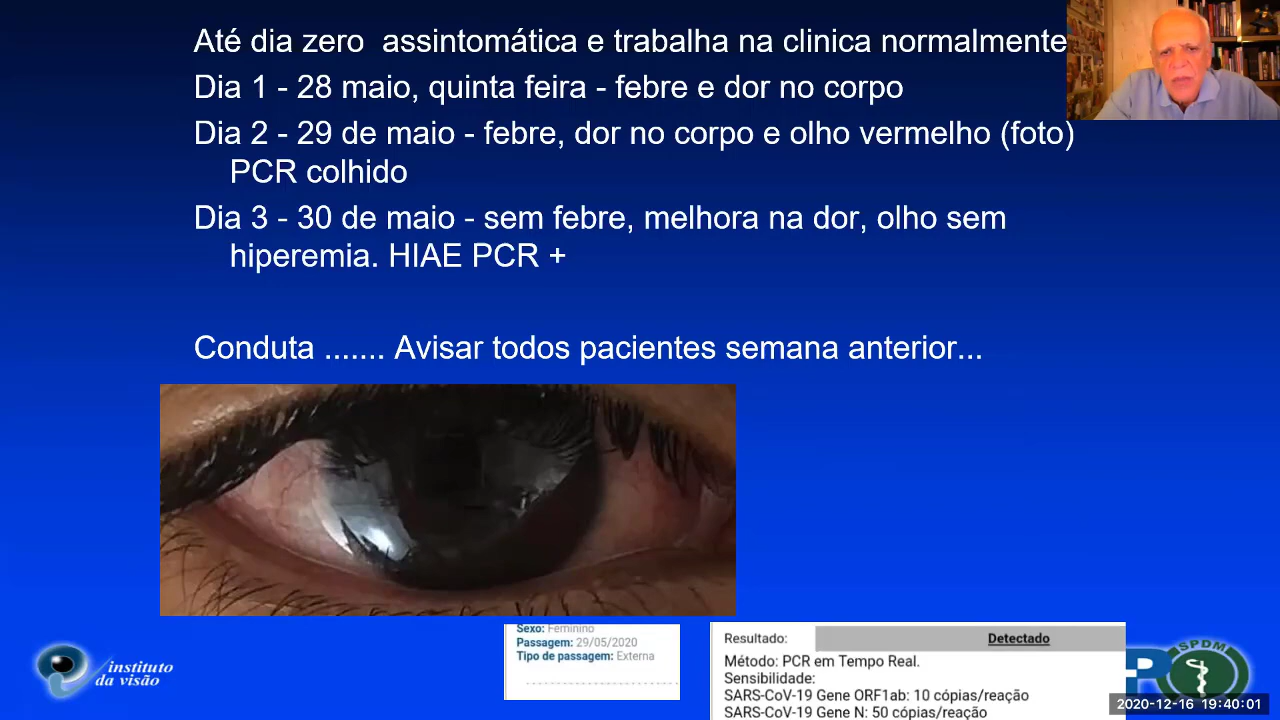 Até dia zero  assintomática e trabalha na clinica normalmente
Dia 1 - 28 maio, quinta feira - febre e dor no corpo
Dia 2 - 29 de maio - febre, dor no corpo e olho vermelho (foto)
PCR colhido
Dia 3 - 30 de maio - sem febre, melhora na dor, olho sem
hiperemia. HIAE PCR +
Conduta ....... Avisar todos pacientes semana anterior...
Sexo: Feminino
Passagem: 29/05/2020
Tipo de passagem: Externa
Resultado: Detectado
Método: PCR em Tempo Real.
Sensibilidade:
SARS-CoV-19 Gene ORF1ab: 10 cópias/reação
SARS-CoV-19 Gene N: 50 cópias/reação
instituto
da visão
SPDM
2020-12-16 19:40:01